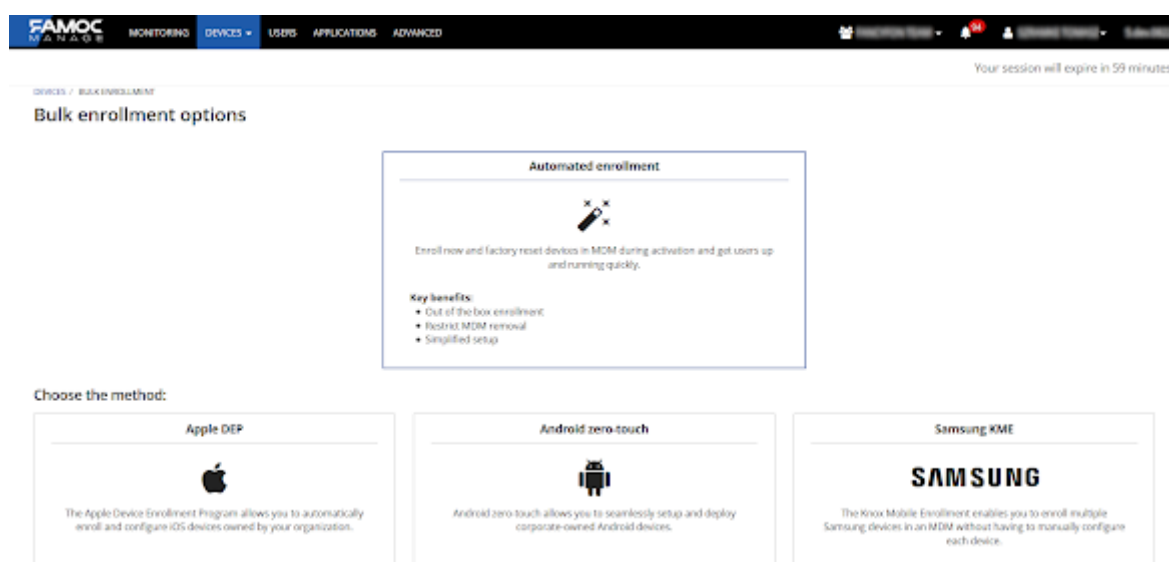 FAMOC
MANAGE
MONITORING DEVICES USERS APPLICATIONS ADVANCED
Your session will expire in 59 minutes
DEVICES / BULK ENROLLMENT
Bulk enrollment options
Automated enrollment
Enroll new and factory reset devices in MDM during activation and get users up
and running quickly.
Key benefits:
• Out of the box enrollment
• Restrict MDM removal
• Simplified setup
Choose the method:
Apple DEP
The Apple Device Enrollment Program allows you to automatically
enroll and configure iOS devices owned by your organization.
Android zero-touch
Android zero-touch allows you to seamlessly setup and deploy
corporate-owned Android devices.
Samsung KME
SAMSUNG
The Knox Mobile Enrollment enables you to enroll multiple
Samsung devices in an MDM without having to manually configure
each device.